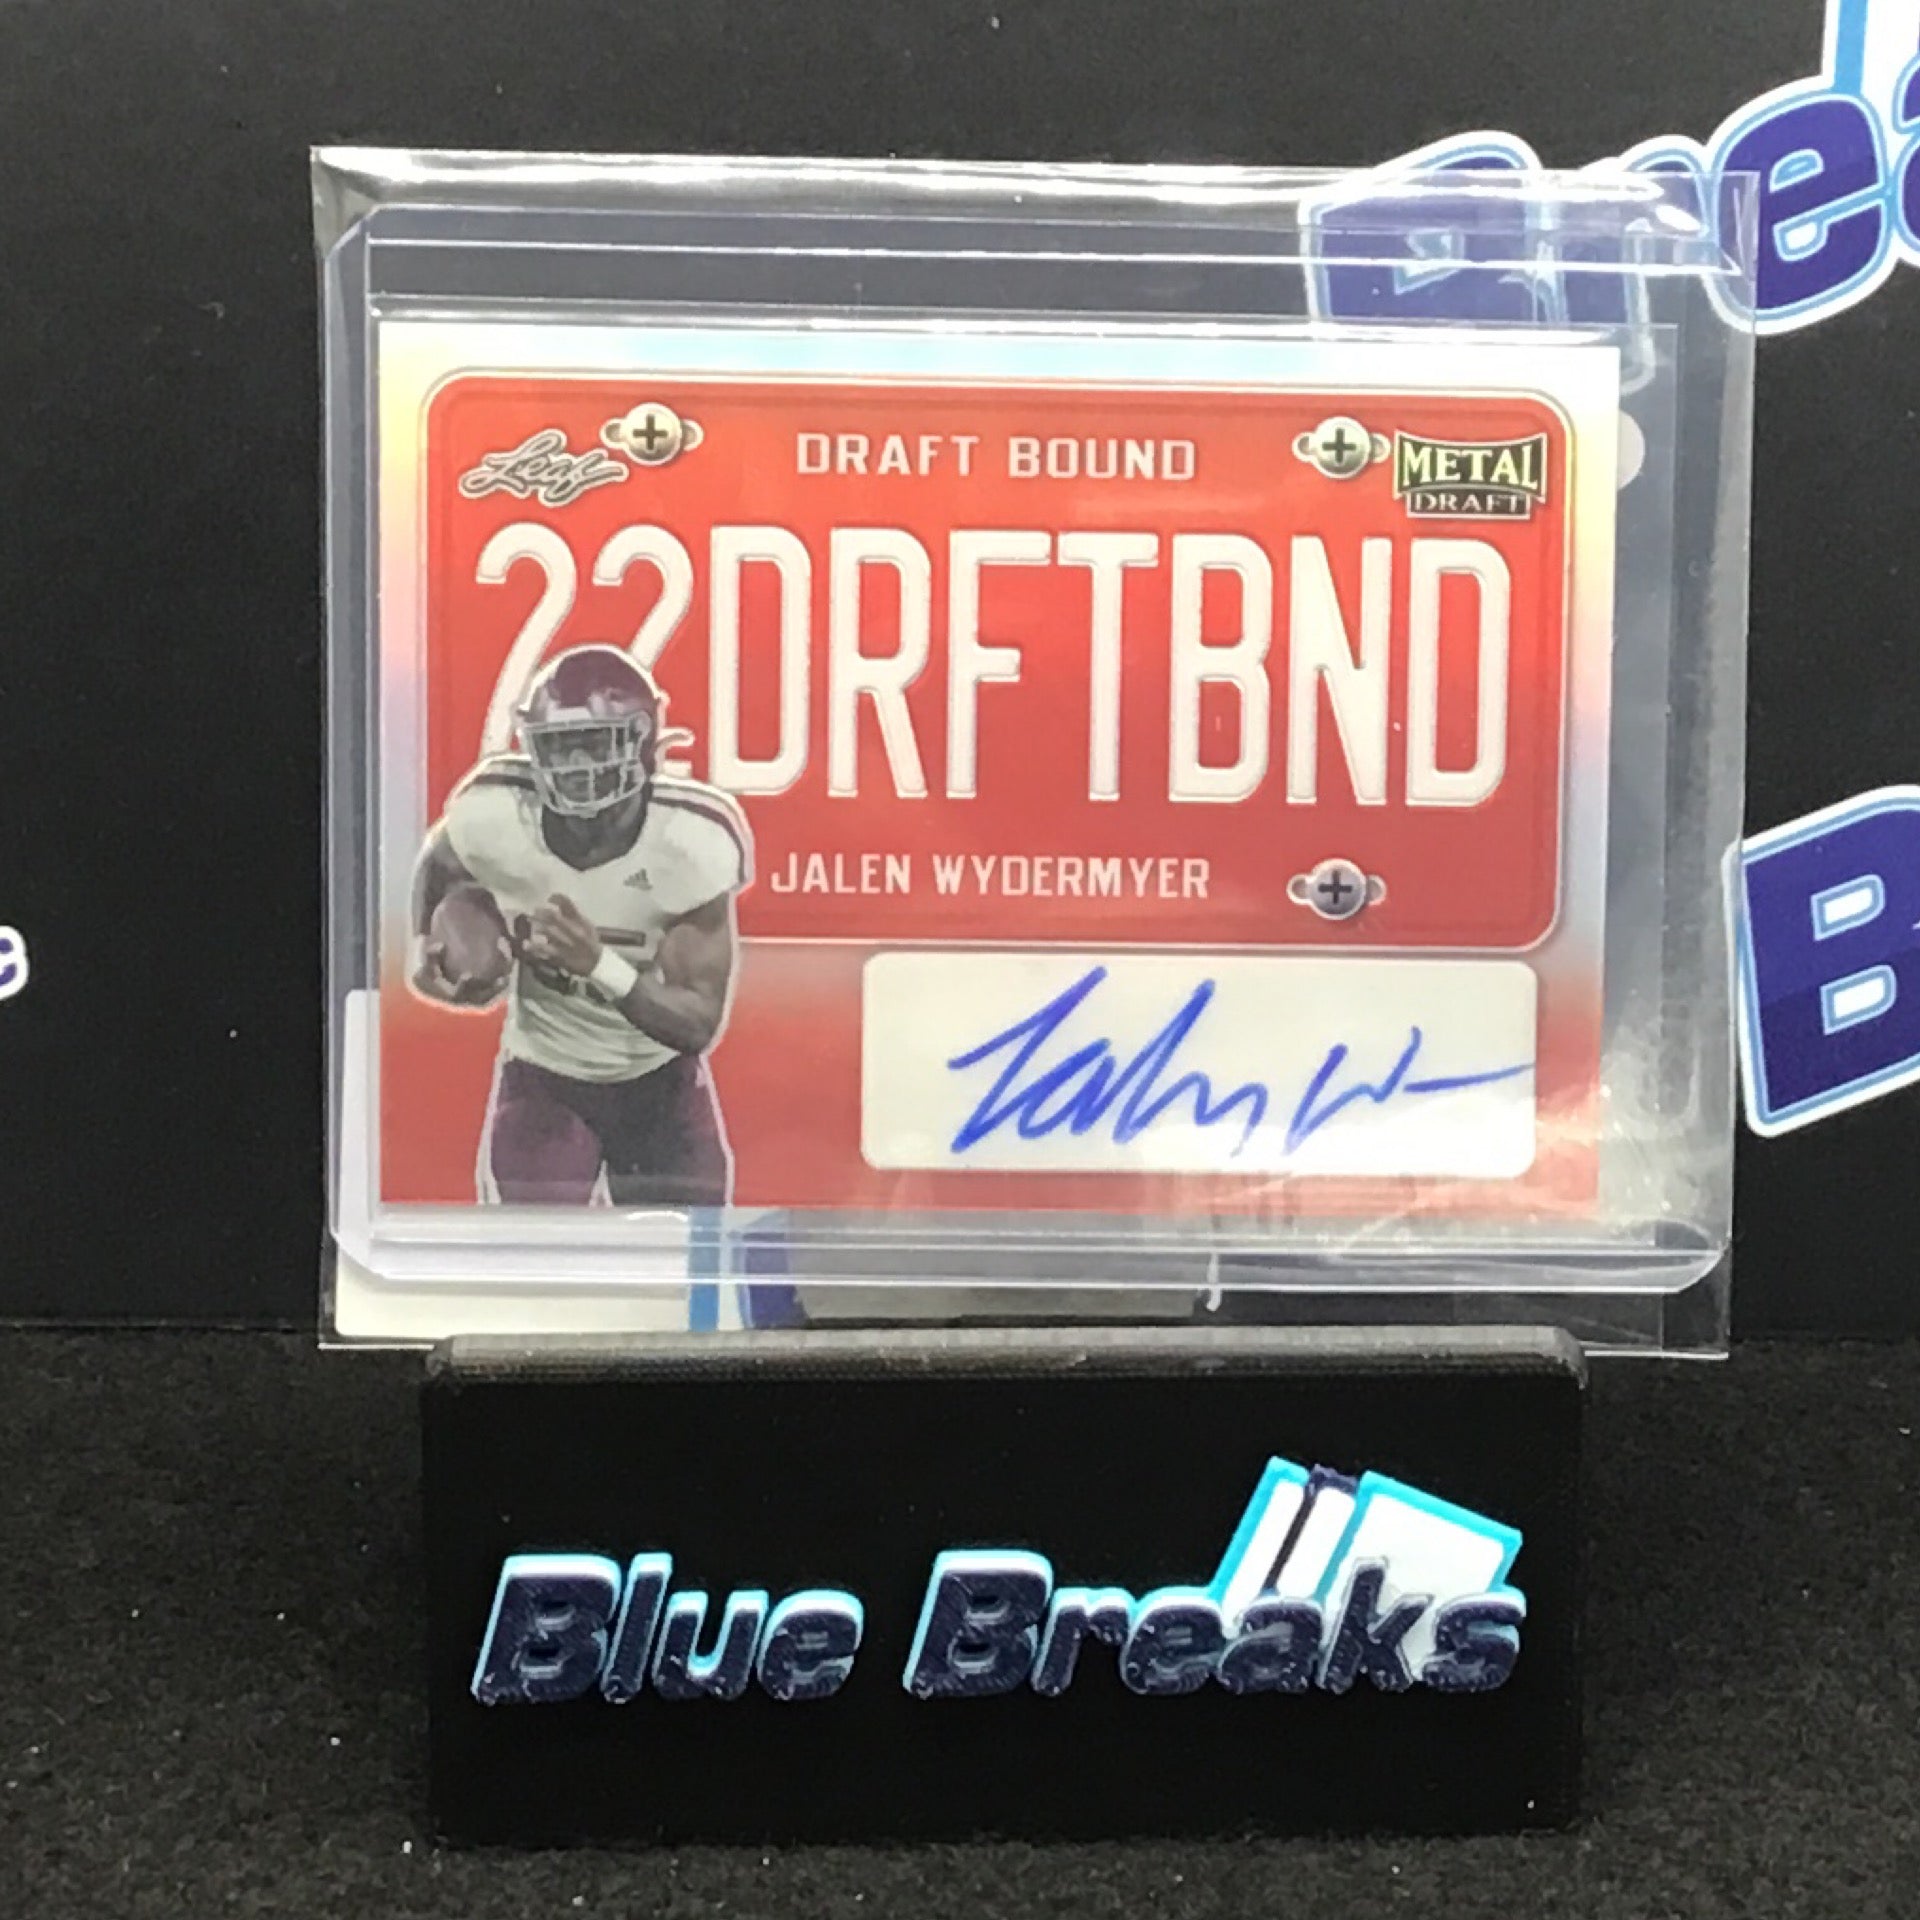 Leaf
DRAFT BOUND
METAL
DRAFT
22DRFTBND
JALEN WYDERMYER
Blue Breaks